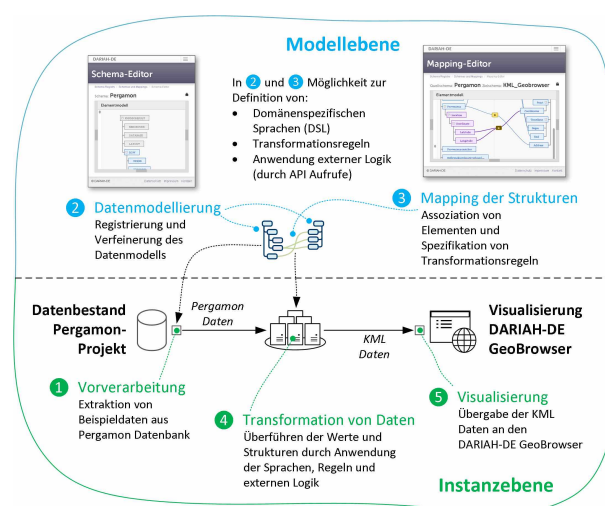 Modellebene
DARIAH-DE
Schema-Editor
Schema: Pergamon
Elementmodell
DARIAH-DE
Mapping-Editor
Pergamon KML_Geobrowser
Elementmodell
In 2 und 3 Möglichkeit zur
Definition von:
• Domänenspezifischen
Sprachen (DSL)
• Transformationsregeln
• Anwendung externer Logik
(durch API Aufrufe)
2 Datenmodellierung
Registrierung und
Verfeinerung des
Datenmodells
3 Mapping der Strukturen
Assoziation von
Elementen und
Spezifikation von
Transformationsregeln
Datenbestand
Pergamon-
Projekt
Pergamon
Daten
KML
Daten
Visualisierung
DARIAH-DE
GeoBrowser
1 Vorverarbeitung
Extraktion von
Beispieldaten aus
Pergamon Datenbank
4 Transformation von Daten
Überführen der Werte und
Strukturen durch Anwendung
der Sprachen, Regeln und
externen Logik
5 Visualisierung
Übergabe der KML
Daten an den
DARIAH-DE GeoBrowser
Instanzebene